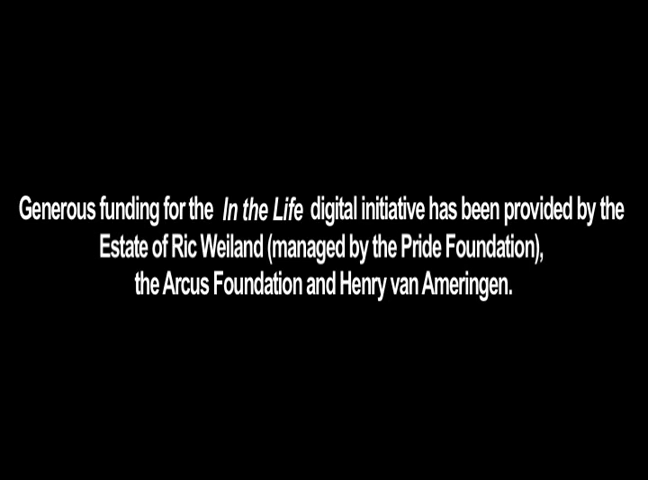 Generous funding for the In the Life digital initiative has been provided by the
Estate of Ric Weiland (managed by the Pride Foundation),
the Arcus Foundation and Henry van Ameringen.